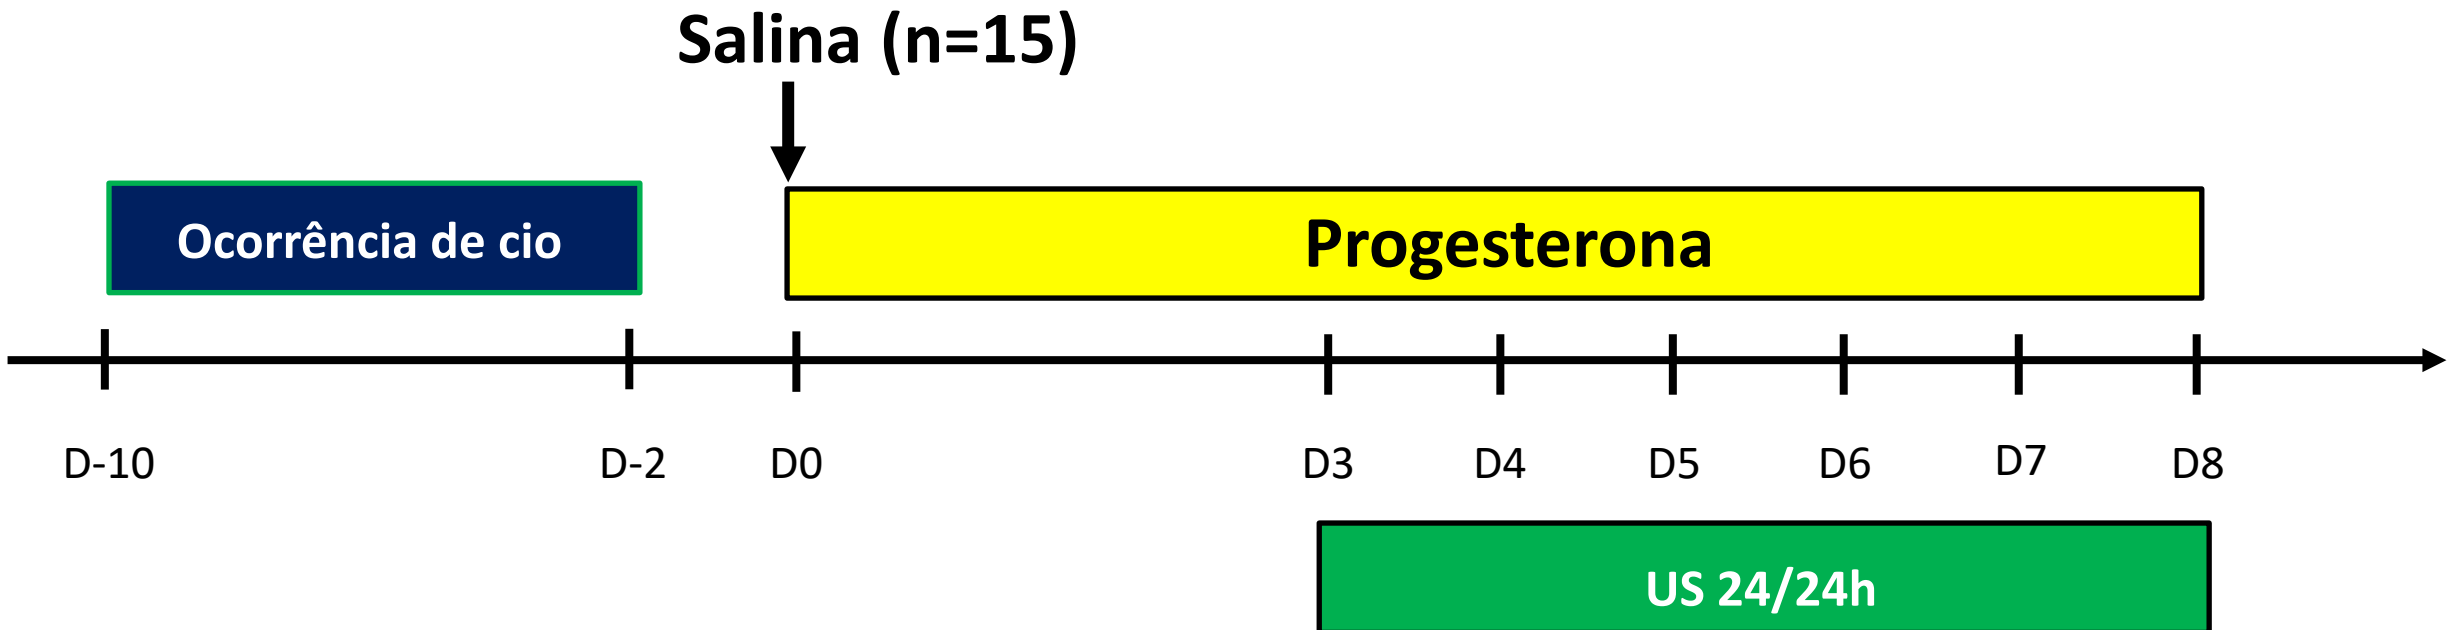 Salina (n=15)
Ocorrência de cio
Progesterona
D-10
D-2
D0
D3
D4
D5
D6
D7
D8
US 24/24h